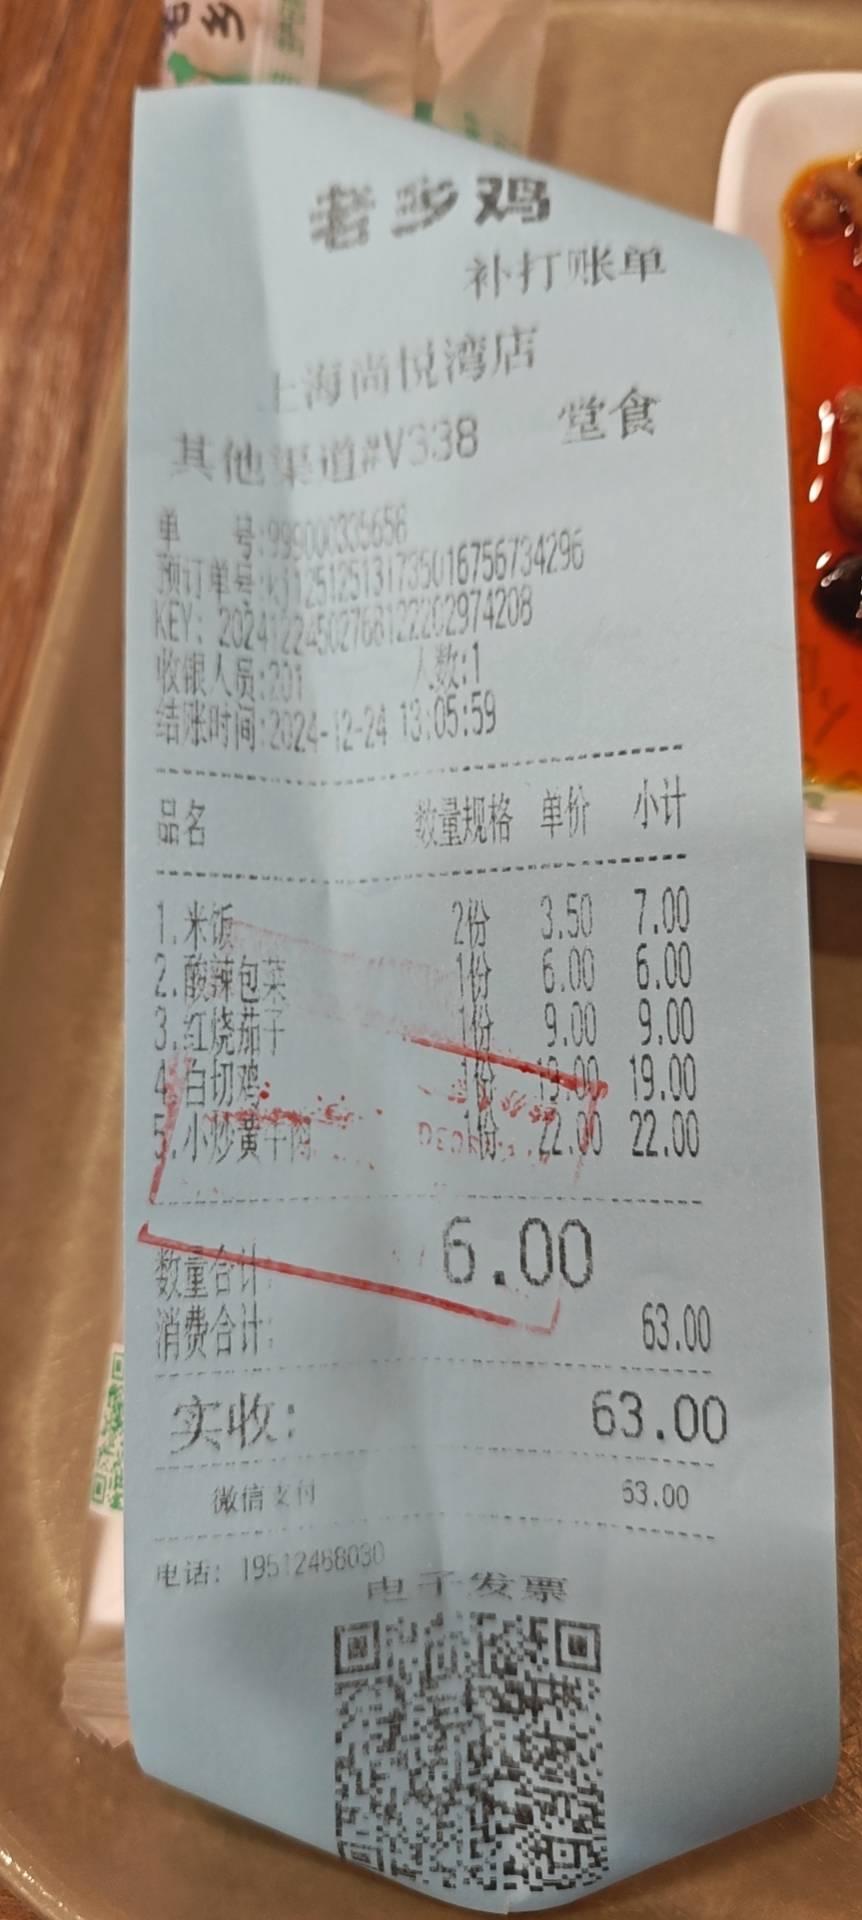 老乡鸡
补打账单
上海尚悦湾店
其他渠道#V338 堂食
单 号:999000335658
预订单号:
KEY:
收银人员:201 人数:1
结账时间:2024-12-24 13:05:59
品名 数量规格 单价 小计
1.米饭 2份 3.50 7.00
2.酸辣包菜 1份 6.00 6.00
3.红烧茄子 1份 9.00 9.00
4.白切鸡 1份 19.00 19.00
5.小炒黄牛肉 1份 22.00 22.00
数量合计: 6.00
消费合计: 63.00
实收: 63.00
微信支付 63.00
电话: 19512468030
电子发票